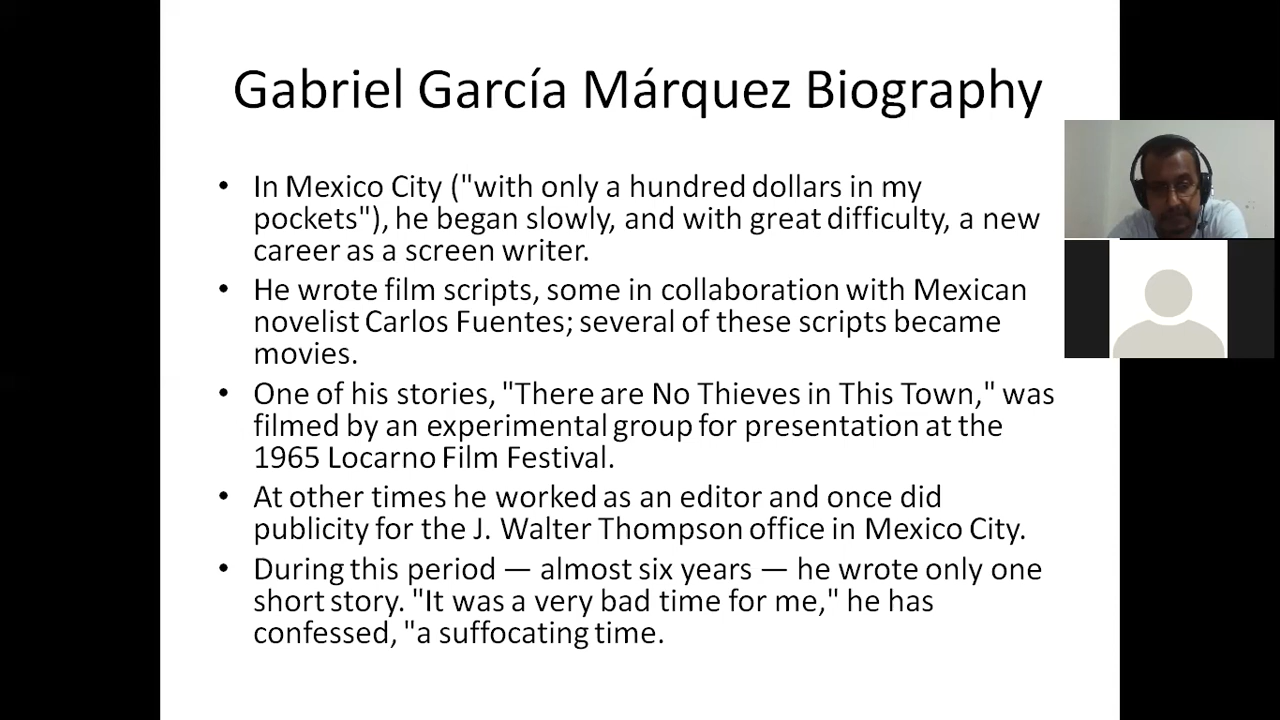 Gabriel García Márquez Biography
• In Mexico City ("with only a hundred dollars in my
pockets"), he began slowly, and with great difficulty, a new
career as a screen writer.
• He wrote film scripts, some in collaboration with Mexican
novelist Carlos Fuentes; several of these scripts became
movies.
• One of his stories, "There are No Thieves in This Town," was
filmed by an experimental group for presentation at the
1965 Locarno Film Festival.
• At other times he worked as an editor and once did
publicity for the J. Walter Thompson office in Mexico City.
• During this period — almost six years — he wrote only one
short story. "It was a very bad time for me," he has
confessed, "a suffocating time.